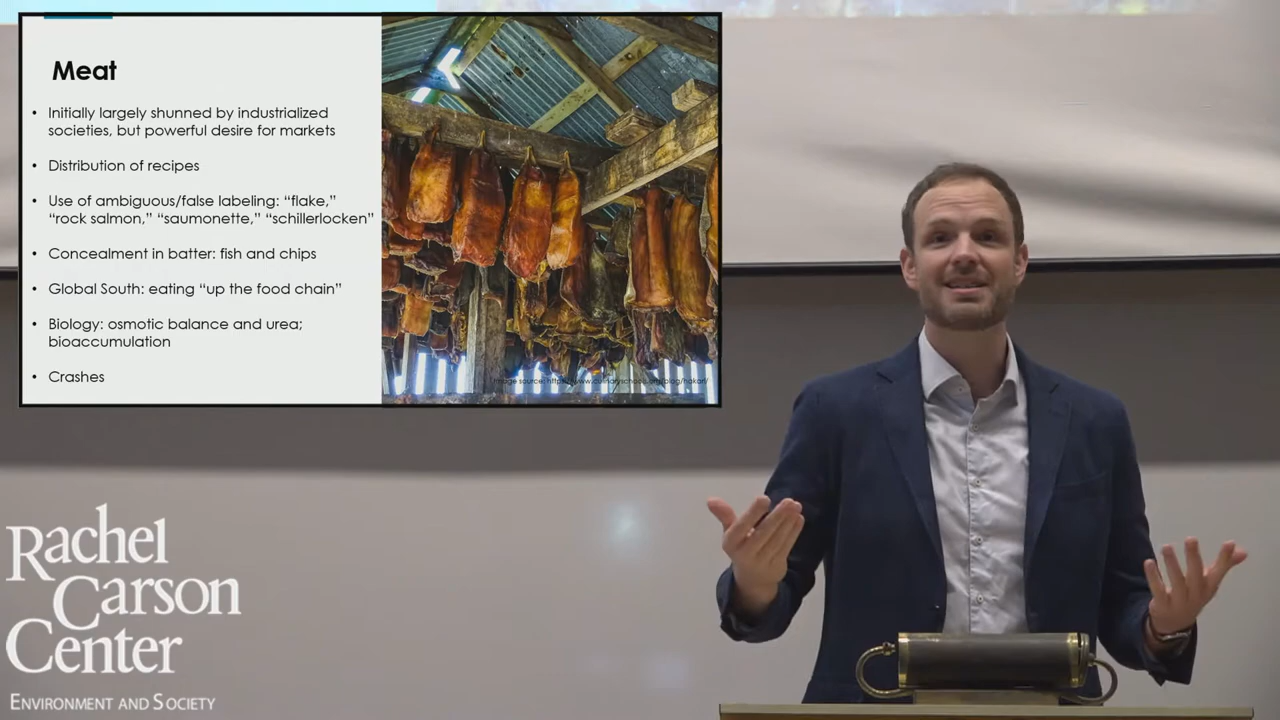 Meat
• Initially largely shunned by industrialized
societies, but powerful desire for markets
• Distribution of recipes
• Use of ambiguous/false labeling: “flake,”
“rock salmon,” “saumonette,” “schillerlocken”
• Concealment in batter: fish and chips
• Global South: eating “up the food chain”
• Biology: osmotic balance and urea;
bioaccumulation
• Crashes
Rachel
Carson
Center
ENVIRONMENT AND SOCIETY